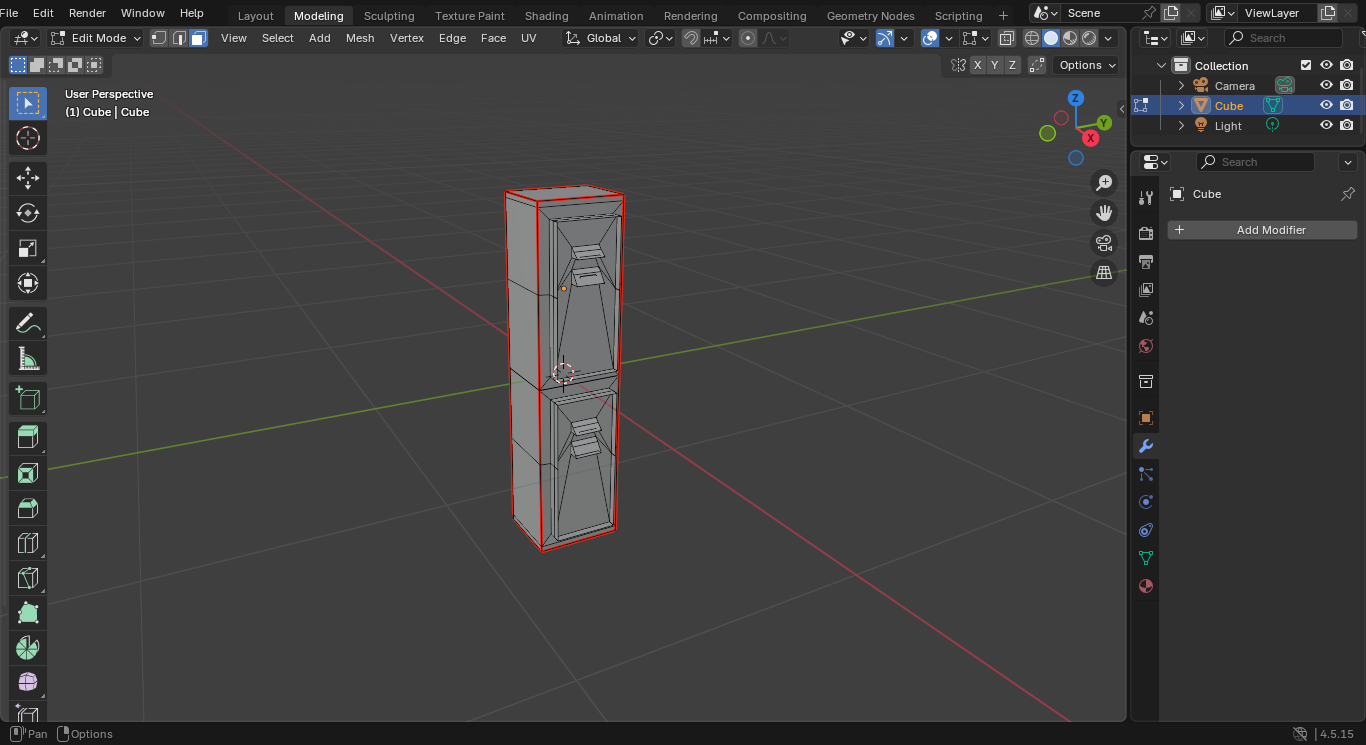 File Edit Render Window Help Layout Modeling Sculpting Texture Paint Shading Animation Rendering Compositing Geometry Nodes Scripting + Scene ViewLayer
Edit Mode View Select Add Mesh Vertex Edge Face UV Global Search
X Y Z Options
Collection
Camera
Cube
Light
User Perspective
(1) Cube | Cube
Z
Y
X
Search
Cube
+ Add Modifier
Pan Options 4.5.15